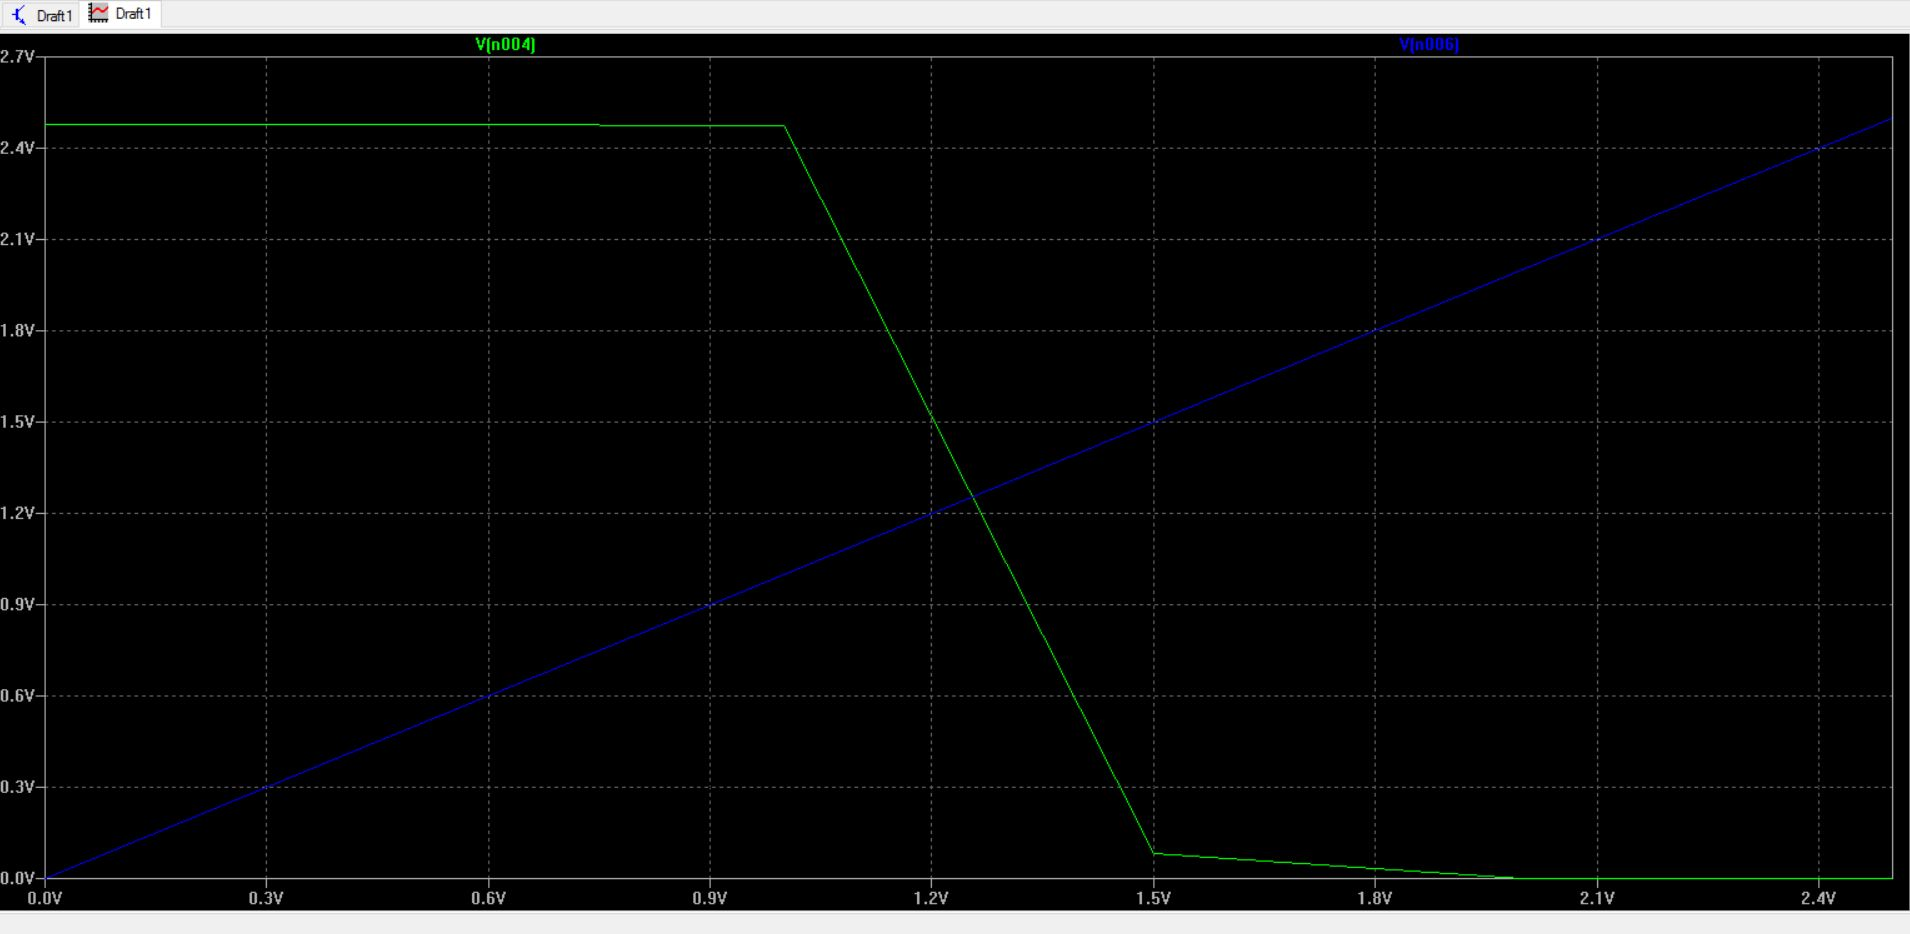 Draft1 Draft1
V(n004) V(n006)
2.7V
2.4V
2.1V
1.8V
1.5V
1.2V
0.9V
0.6V
0.3V
0.0V
0.0V 0.3V 0.6V 0.9V 1.2V 1.5V 1.8V 2.1V 2.4V